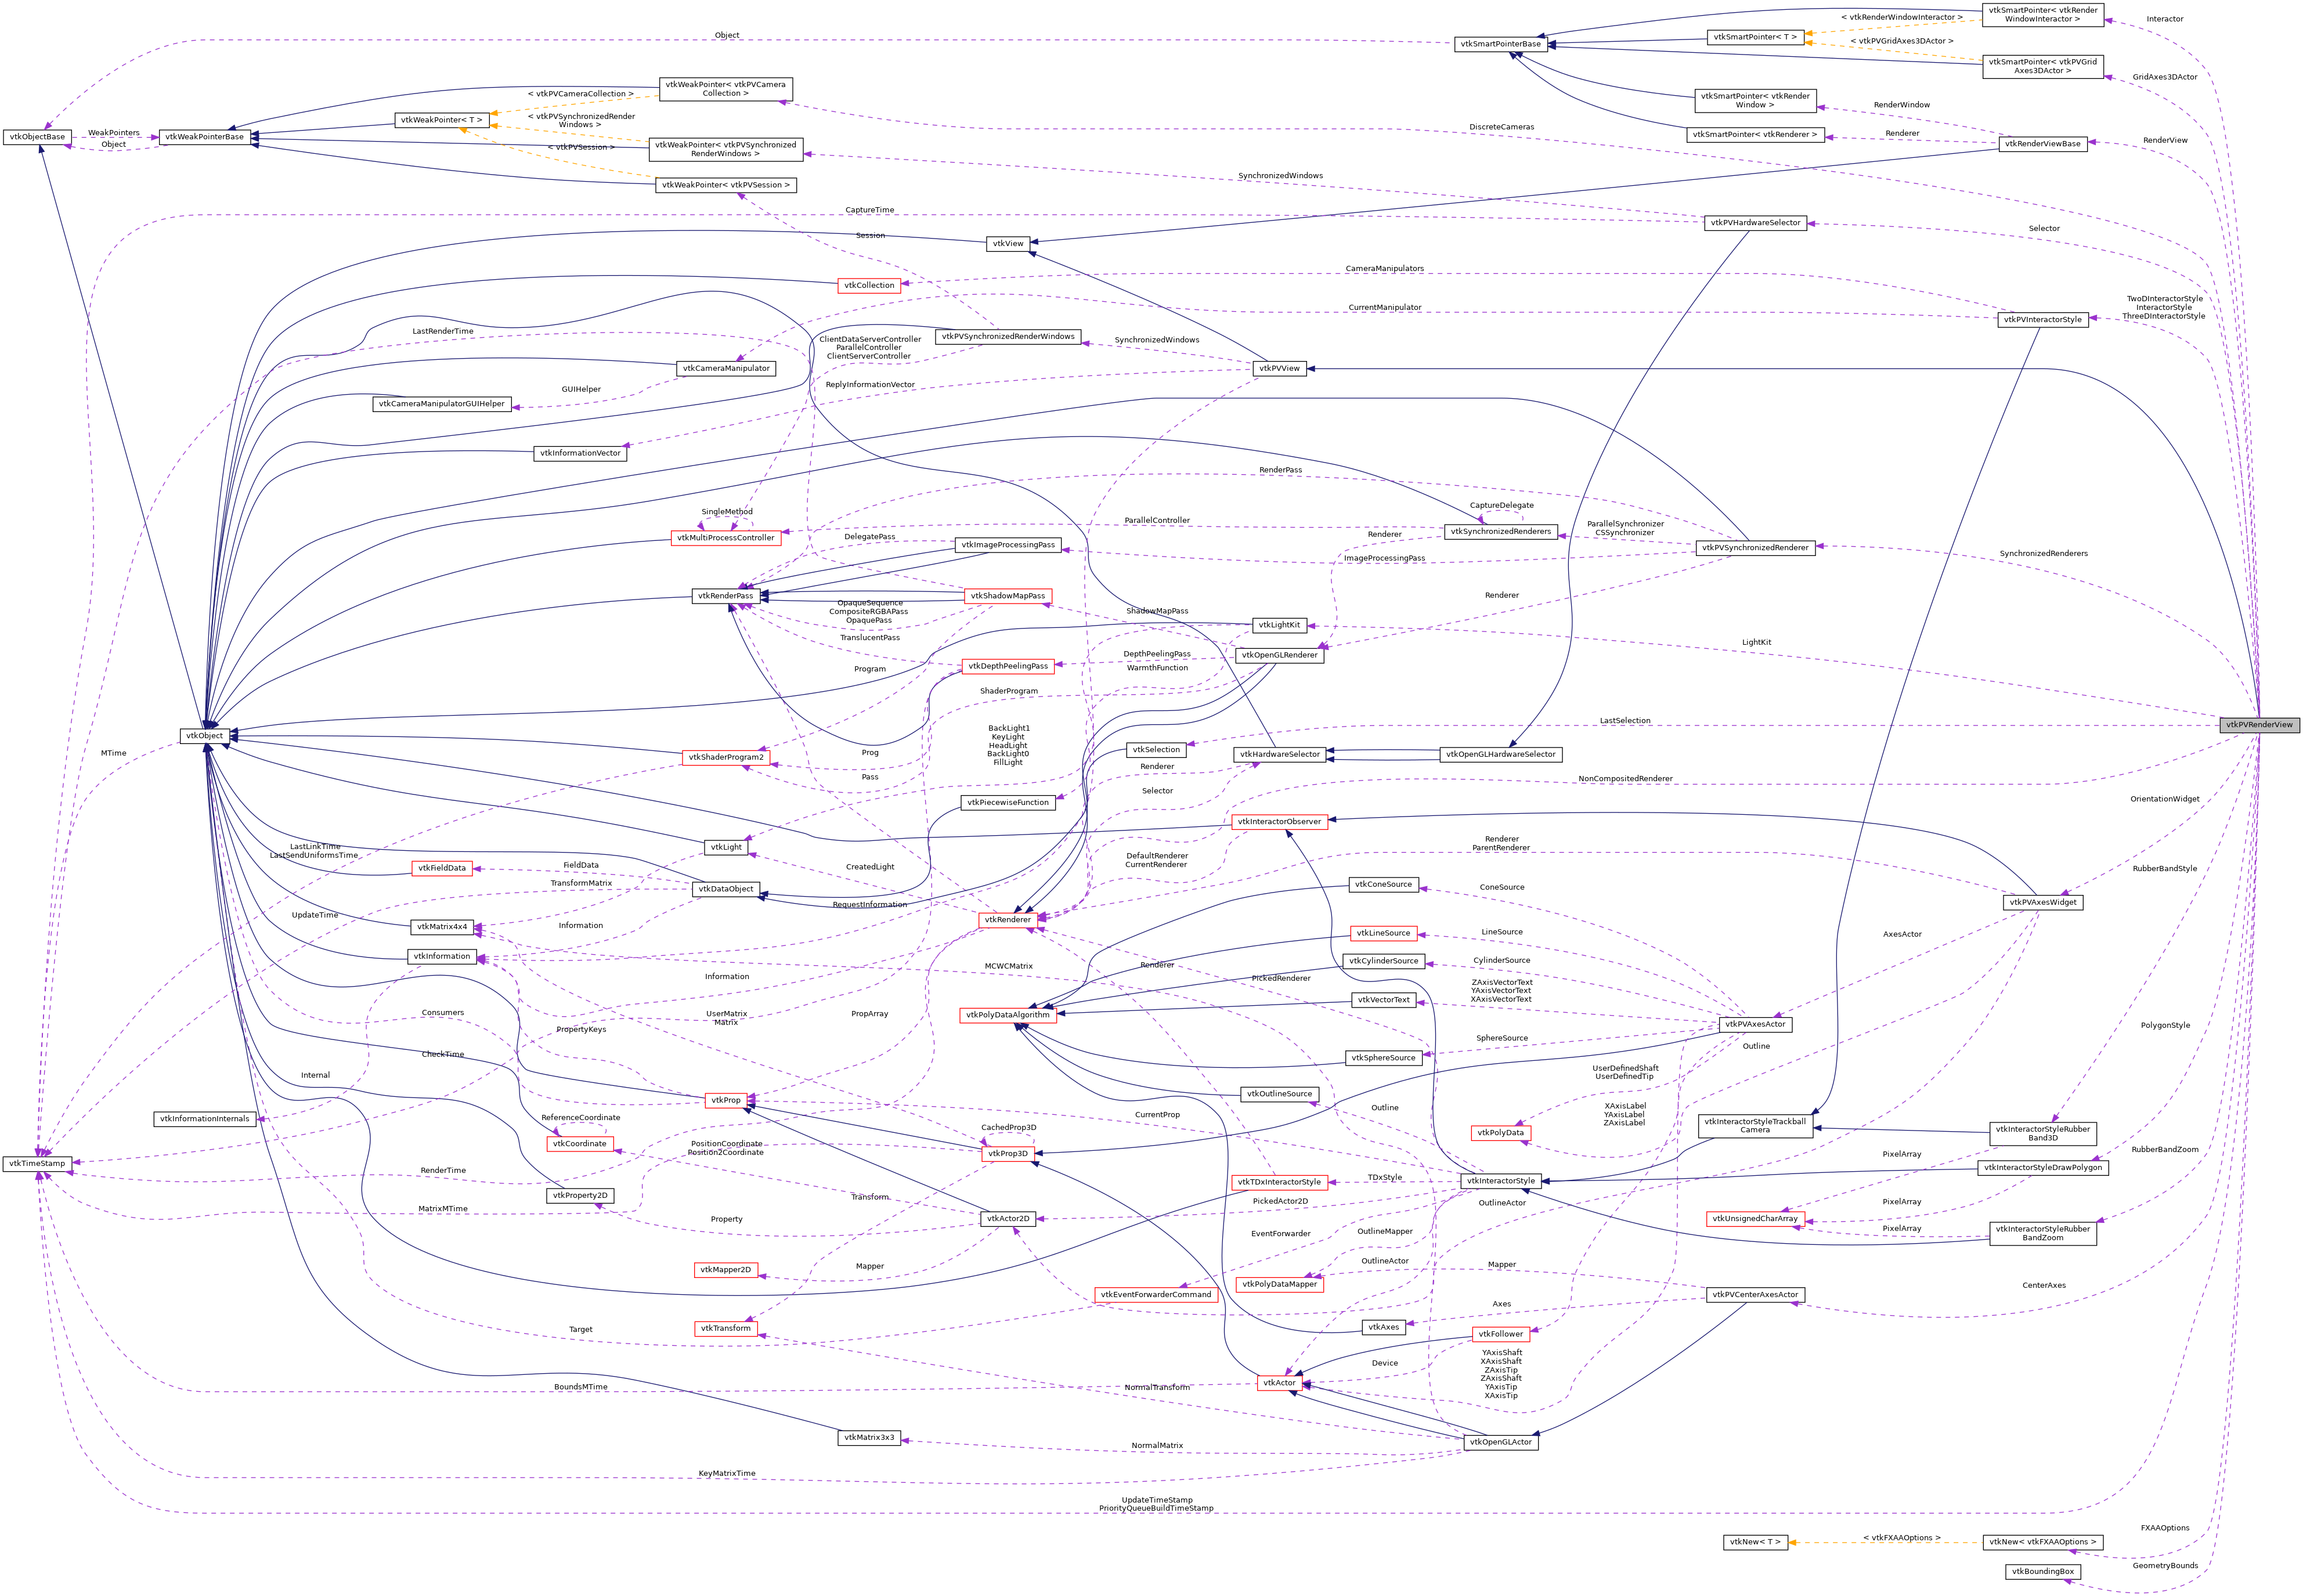 vtkSmartPointer< vtkRender
WindowInteractor >
Interactor
< vtkRenderWindowInteractor >
Object
vtkSmartPointerBase
vtkSmartPointer< T >
< vtkPVGridAxes3DActor >
vtkSmartPointer< vtkPVGrid
Axes3DActor >
GridAxes3DActor
vtkWeakPointer< vtkPVCamera
Collection >
< vtkPVCameraCollection >
vtkSmartPointer< vtkRender
Window >
RenderWindow
vtkObjectBase
WeakPointers
Object
vtkWeakPointerBase
vtkWeakPointer< T >
< vtkPVSynchronizedRender
Windows >
< vtkPVSession >
vtkWeakPointer< vtkPVSynchronized
RenderWindows >
DiscreteCameras
vtkSmartPointer< vtkRenderer >
Renderer
vtkRenderViewBase
RenderView
vtkWeakPointer< vtkPVSession >
SynchronizedWindows
CaptureTime
Session
vtkView
vtkPVHardwareSelector
Selector
vtkCollection
CameraManipulators
CurrentManipulator
TwoDInteractorStyle
InteractorStyle
ThreeDInteractorStyle
vtkPVInteractorStyle
LastRenderTime
ClientDataServerController
ParallelController
ClientServerController
vtkPVSynchronizedRenderWindows
SynchronizedWindows
vtkCameraManipulator
vtkPVView
GUIHelper
ReplyInformationVector
vtkCameraManipulatorGUIHelper
vtkInformationVector
RenderPass
SingleMethod
vtkMultiProcessController
ParallelController
CaptureDelegate
vtkSynchronizedRenderers
ParallelSynchronizer
CSSynchronizer
vtkPVSynchronizedRenderer
SynchronizedRenderers
DelegatePass
vtkImageProcessingPass
Renderer
ImageProcessingPass
vtkRenderPass
OpaqueSequence
CompositeRGBAPass
OpaquePass
vtkShadowMapPass
ShadowMapPass
Renderer
TranslucentPass
vtkLightKit
LightKit
vtkOpenGLRenderer
Program
vtkDepthPeelingPass
DepthPeelingPass
WarmthFunction
ShaderProgram
vtkObject
MTime
vtkShaderProgram2
Prog
Pass
BackLight1
KeyLight
HeadLight
BackLight0
FillLight
vtkSelection
LastSelection
vtkPVRenderView
vtkHardwareSelector
vtkOpenGLHardwareSelector
Renderer
Selector
NonCompositedRenderer
vtkPiecewiseFunction
OrientationWidget
vtkInteractorObserver
LastLinkTime
LastSendUniformsTime
vtkLight
vtkFieldData
FieldData
CreatedLight
DefaultRenderer
CurrentRenderer
Renderer
ParentRenderer
RubberBandStyle
TransformMatrix
vtkDataObject
vtkConeSource
ConeSource
vtkPVAxesWidget
UpdateTime
vtkMatrix4x4
Information
RequestInformation
vtkRenderer
vtkLineSource
LineSource
AxesActor
vtkInformation
Information
MCWCMatrix
Renderer
PickedRenderer
vtkCylinderSource
CylinderSource
ZAxisVectorText
YAxisVectorText
XAxisVectorText
vtkVectorText
Consumers
PropertyKeys
UserMatrix
Matrix
PropArray
vtkPolyDataAlgorithm
vtkPVAxesActor
PolygonStyle
SphereSource
Outline
CheckTime
vtkSphereSource
Internal
UserDefinedShaft
UserDefinedTip
vtkOutlineSource
vtkInformationInternals
vtkProp
ReferenceCoordinate
CurrentProp
Outline
XAxisLabel
YAxisLabel
ZAxisLabel
vtkInteractorStyleTrackball
Camera
vtkInteractorStyleRubber
Band3D
vtkCoordinate
PositionCoordinate
Position2Coordinate
CachedProp3D
vtkProp3D
vtkPolyData
PixelArray
RubberBandZoom
vtkTimeStamp
RenderTime
vtkInteractorStyleDrawPolygon
vtkTDxInteractorStyle
TDxStyle
vtkInteractorStyle
vtkProperty2D
Transform
MatrixMTime
Property
vtkActor2D
PickedActor2D
OutlineActor
PixelArray
vtkUnsignedCharArray
PixelArray
vtkInteractorStyleRubber
BandZoom
EventForwarder
OutlineMapper
vtkMapper2D
Mapper
OutlineActor
Mapper
vtkPolyDataMapper
CenterAxes
vtkEventForwarderCommand
vtkPVCenterAxesActor
Axes
Target
vtkTransform
vtkAxes
vtkFollower
Device
YAxisShaft
XAxisShaft
ZAxisTip
ZAxisShaft
YAxisTip
XAxisTip
BoundsMTime
NormalTransform
vtkActor
vtkMatrix3x3
NormalMatrix
vtkOpenGLActor
KeyMatrixTime
UpdateTimeStamp
PriorityQueueBuildTimeStamp
FXAAOptions
vtkNew< T >
< vtkFXAAOptions >
vtkNew< vtkFXAAOptions >
GeometryBounds
vtkBoundingBox